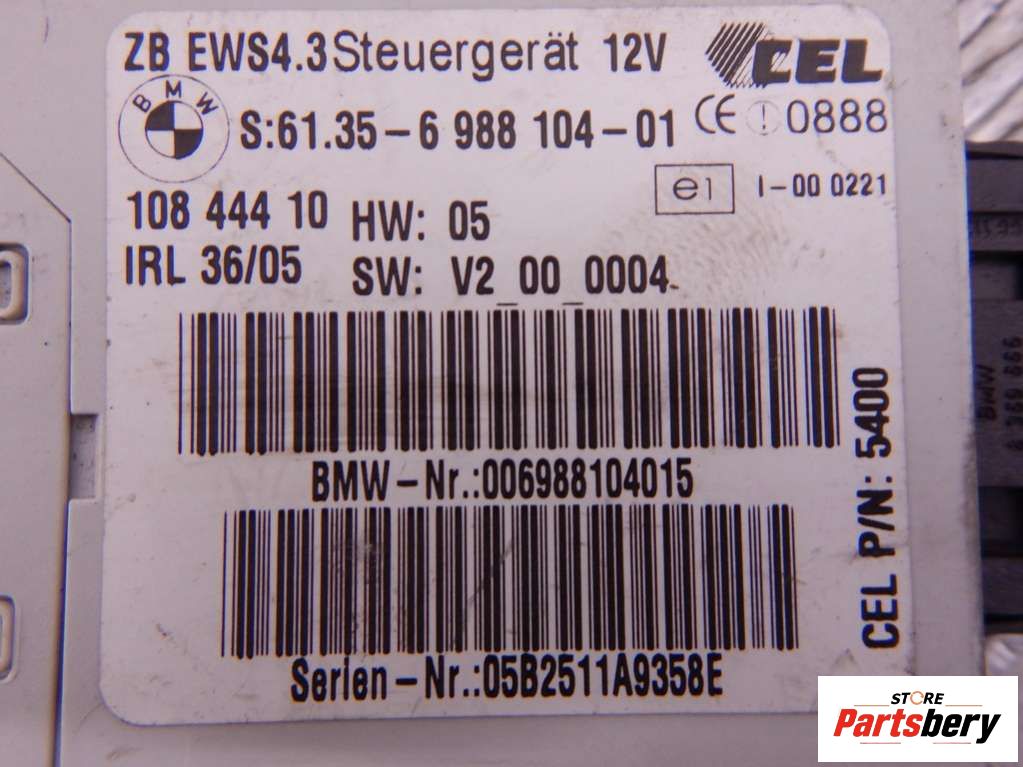 ZB EWS4.3 Steuergerät 12V
CEL
BMW
S:61.35-6 988 104-01
CE ! 0888
e1
I-00 0221
108 444 10
HW: 05
IRL 36/05
SW: V2_00_0004
BMW-Nr.:006988104015
CEL P/N: 5400
Serien-Nr.:05B2511A9358E
BMW
STORE
Partsbery